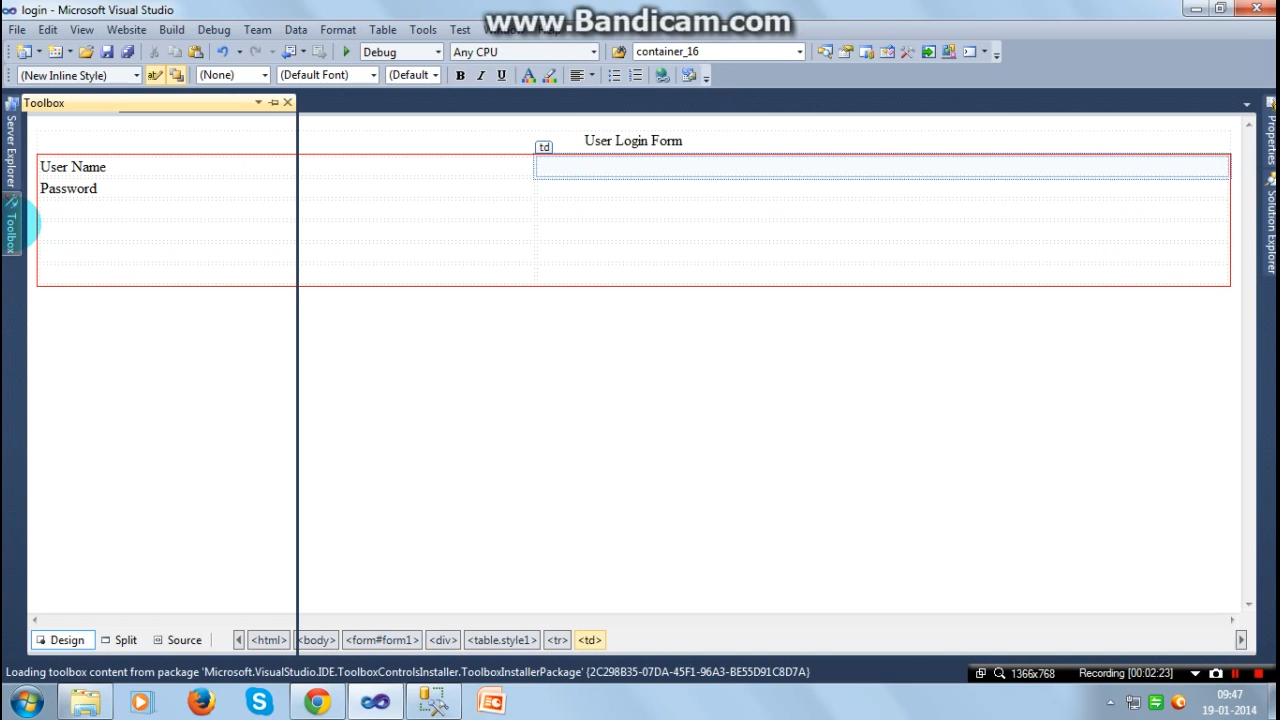 login - Microsoft Visual Studio
www.Bandicam.com
File Edit View Website Build Debug Team Data Format Table Tools Test
Debug Any CPU container_16
(New Inline Style) (None) (Default Font) (Default B I U A
Toolbox
Server Explorer
Toolbox
Properties
Solution Explorer
User Login Form
td
User Name
Password
Design Split Source <html> <body> <form#form1> <div> <table.style1> <tr> <td>
Loading toolbox content from package 'Microsoft.VisualStudio.IDE.ToolboxControlsInstaller.ToolboxInstallerPackage' {2C298B35-07DA-45F1-96A3-BE55D91C8D7A}
1366x768 Recording [00:02:23]
09:47
19-01-2014